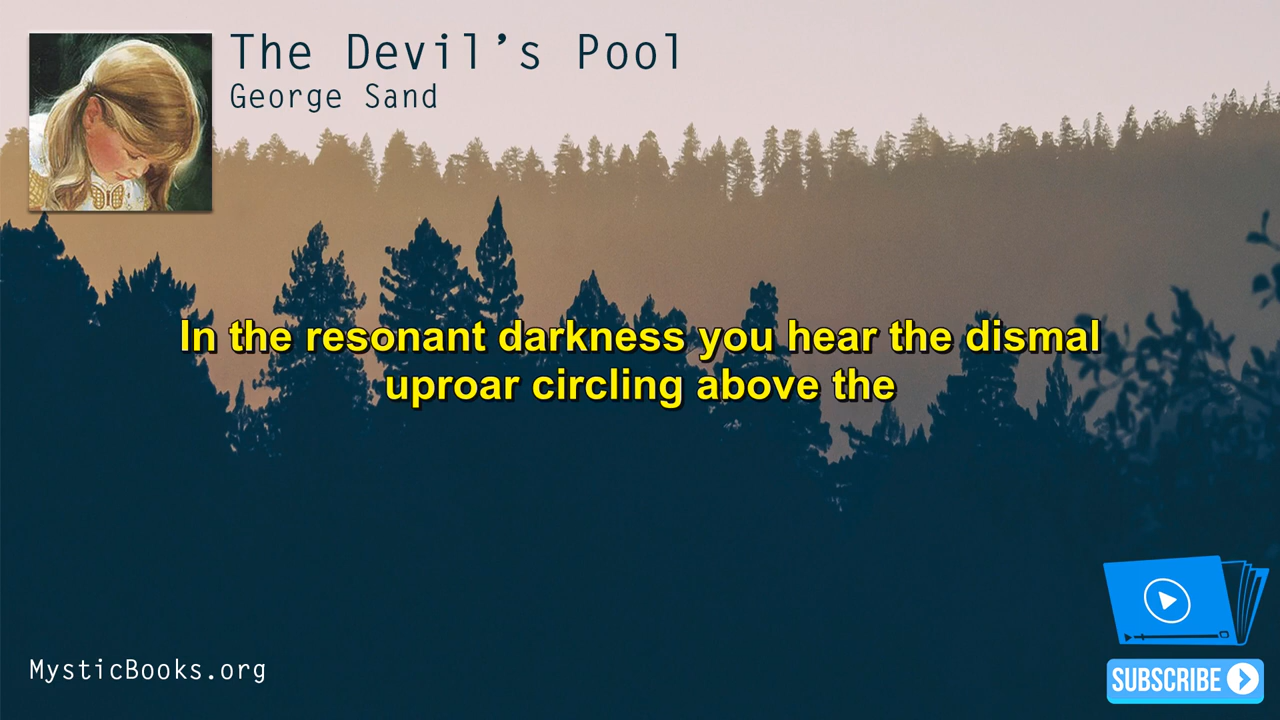 The Devil's Pool
George Sand
In the resonant darkness you hear the dismal
uproar circling above the
MysticBooks.org
SUBSCRIBE